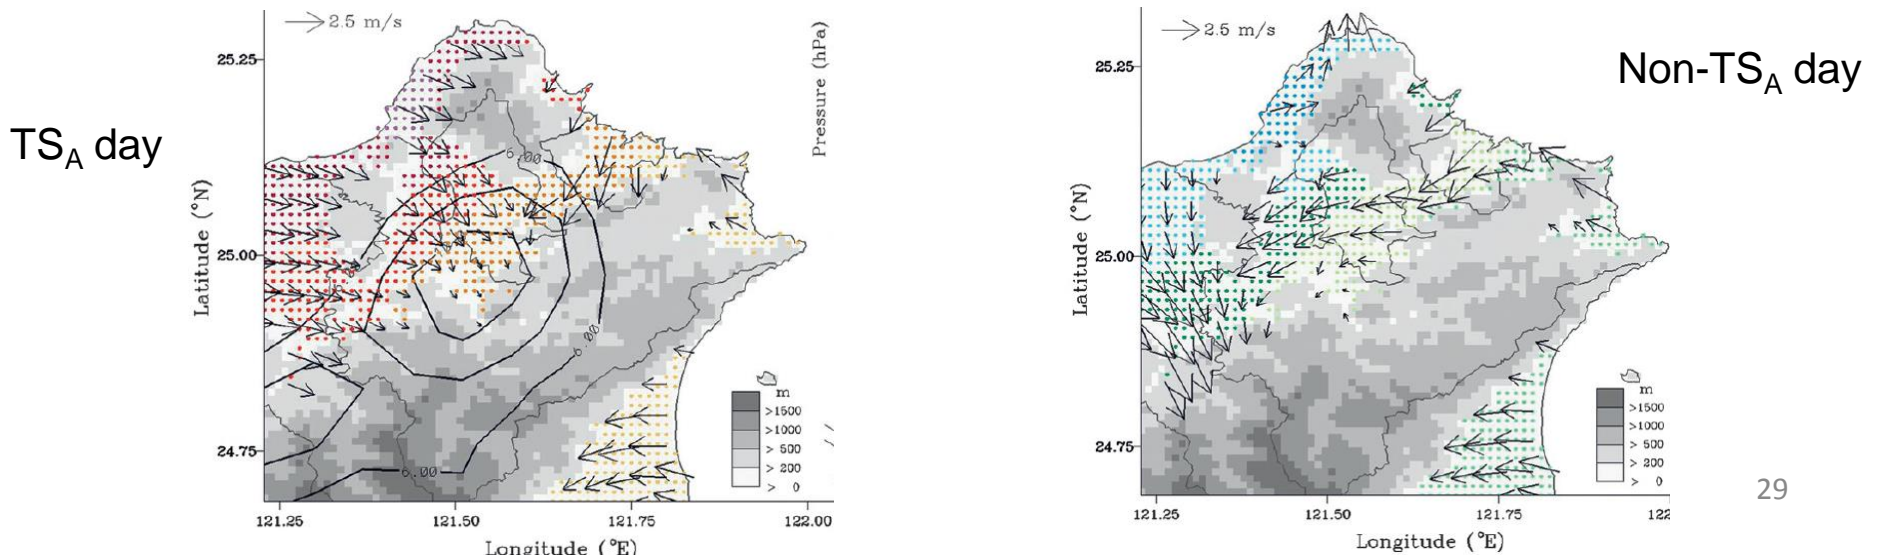 TSA day
2.5 m/s
Pressure (hPa)
25.25
25.00
24.75
Latitude (°N)
6.00
6.00
6.00
m
>1500
>1000
> 600
> 200
> 0
121.25
121.50
121.75
122.00
Longitude (°E)
Non-TSA day
2.5 m/s
25.25
25.00
24.75
Latitude (°N)
m
>1500
>1000
> 500
> 200
> 0
121.25
121.50
121.75
122
Longitude (°E)
29